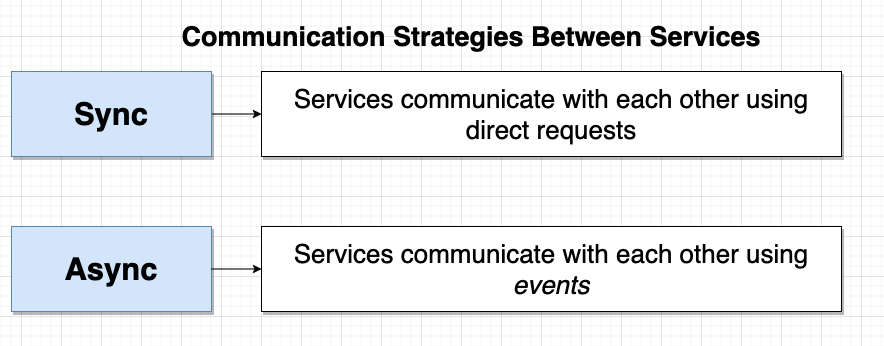 Communication Strategies Between Services
Sync
Services communicate with each other using
direct requests
Async
Services communicate with each other using
events